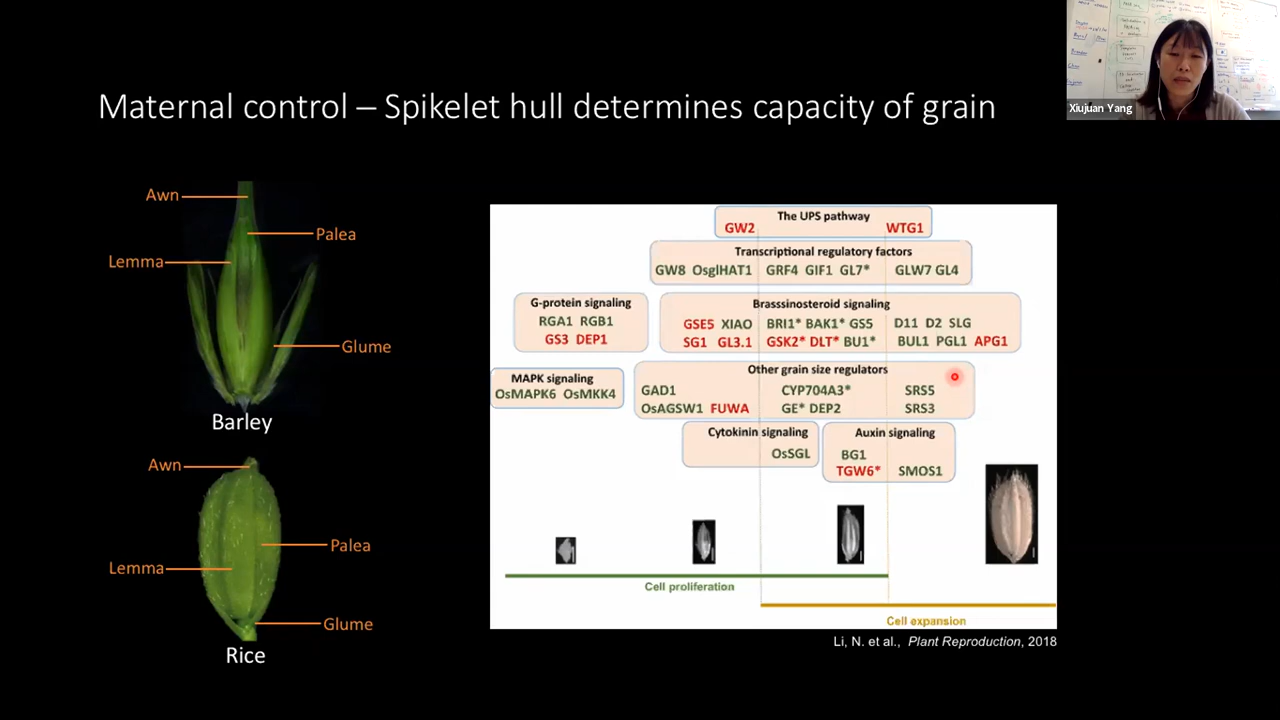 Maternal control – Spikelet hull determines capacity of grain
Xiujuan Yang
Awn
Palea
Lemma
Glume
Barley
Awn
Palea
Lemma
Glume
Rice
The UPS pathway
GW2 WTG1
Transcriptional regulatory factors
GW8 OsglHAT1 GRF4 GIF1 GL7* GLW7 GL4
G-protein signaling
RGA1 RGB1
GS3 DEP1
Brasssinosteroid signaling
GSE5 XIAO BRI1* BAK1* GS5 D11 D2 SLG
SG1 GL3.1 GSK2* DLT* BU1* BUL1 PGL1 APG1
MAPK signaling
OsMAPK6 OsMKK4
Other grain size regulators
GAD1 CYP704A3* SRS5
OsAGSW1 FUWA GE* DEP2 SRS3
Cytokinin signaling
OsSGL
Auxin signaling
BG1
TGW6* SMOS1
Cell proliferation
Cell expansion
Li, N. et al., Plant Reproduction, 2018